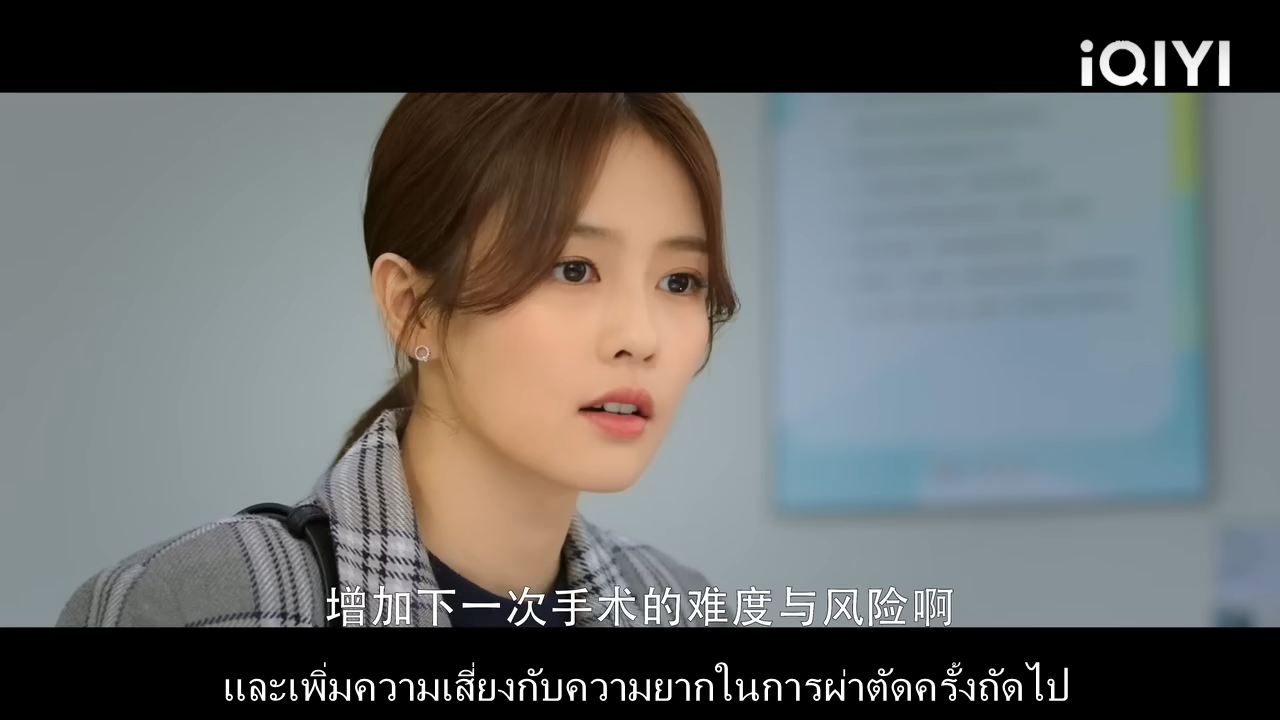 iQIYI
增加下一次手术的难度与风险啊
และเพิ่มความเสี่ยงกับความยากในการผ่าตัดครั้งถัดไป